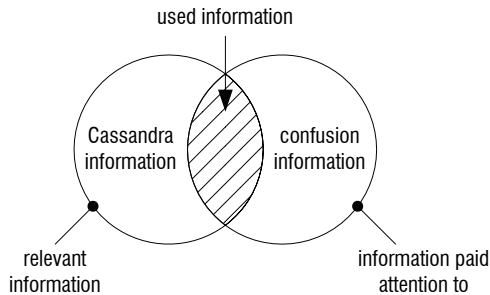 used information
Cassandra
information
confusion
information
relevant
information
information paid
attention to